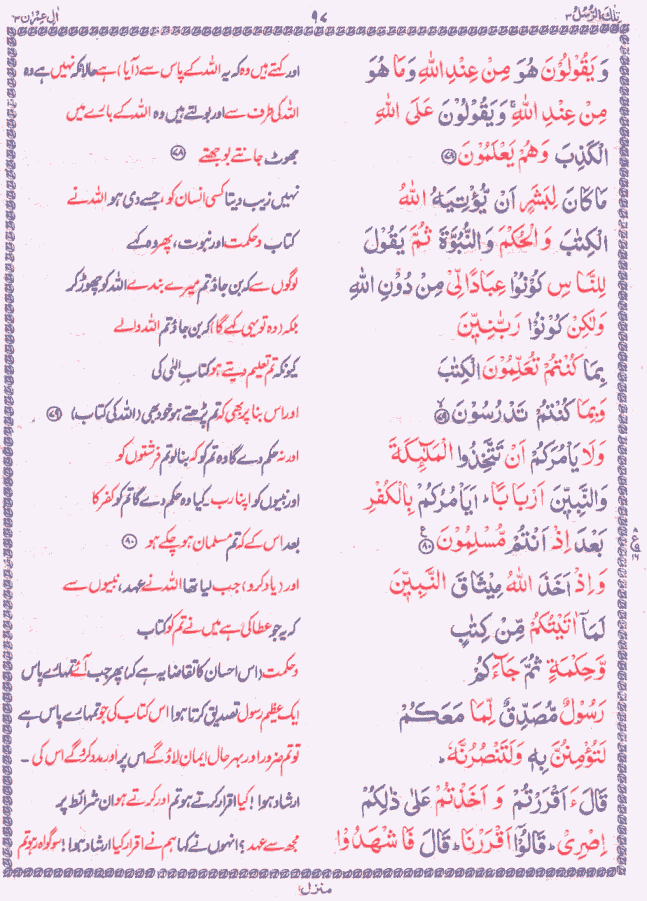 تلك الرسل ٣ ٩٧ ال عمرٰن ٣
وَ يَقُوْلُوْنَ هُوَ مِنْ عِنْدِ اللّٰهِ وَمَا هُوَ اور کہتے ہیں وہ کہ یہ اللہ کے پاس سے (آیا) ہے حالانکہ نہیں ہے وہ
مِنْ عِنْدِ اللّٰهِ ۚ وَيَقُوْلُوْنَ عَلَى اللّٰهِ اللہ کی طرف سے اور بولتے ہیں وہ اللہ کے بارے میں
الْكَذِبَ وَهُمْ يَعْلَمُوْنَ ﴿٧٨﴾ جھوٹ جانتے بوجھتے ﴿٧٨﴾
مَا كَانَ لِبَشَرٍ اَنْ يُّؤْتِيَهُ اللّٰهُ نہیں زیب دیتا کسی انسان کو، جسے دی ہو اللہ نے
الْكِتٰبَ وَالْحُكْمَ وَالنُّبُوَّةَ ثُمَّ يَقُوْلَ کتاب وحکمت اور نبوت، پھر وہ کہے
لِلنَّاسِ كُوْنُوْا عِبَادًا لِّيْ مِنْ دُوْنِ اللّٰهِ لوگوں سے کہ بن جاؤ تم میرے بندے اللہ کو چھوڑ کر
وَلٰكِنْ كُوْنُوْا رَبّٰنِيّٖنَ بلکہ (وہ تو یہی کہے گا) کہ بن جاؤ تم اللہ والے
بِمَا كُنْتُمْ تُعَلِّمُوْنَ الْكِتٰبَ کیونکہ تم تعلیم دیتے ہو کتابِ الٰہی کی
وَبِمَا كُنْتُمْ تَدْرُسُوْنَ ﴿٧٩﴾ اور اس بنا پر بھی کہ تم پڑھتے ہو خود بھی (اللہ کی کتاب) ﴿٧٩﴾
وَلَا يَاْمُرَكُمْ اَنْ تَتَّخِذُوا الْمَلٰٓئِكَةَ اور نہ حکم دے گا وہ تم کو کہ بنالو تم فرشتوں کو
وَالنَّبِيّٖنَ اَرْبَابًا ؕ اَيَاْمُرُكُمْ بِالْكُفْرِ اور نبیوں کو اپنا رب۔ کیا وہ حکم دے گا تم کو کفر کا
بَعْدَ اِذْ اَنْتُمْ مُّسْلِمُوْنَ ﴿٨٠﴾ بعد اس کے کہ تم مسلمان ہو چکے ہو ﴿٨٠﴾
وَاِذْ اَخَذَ اللّٰهُ مِيْثَاقَ النَّبِيّٖنَ اور (یاد کرو) جب لیا تھا اللہ نے عہد، نبیوں سے
لَمَآ اٰتَيْتُكُمْ مِّنْ كِتٰبٍ کہ یہ جو عطا کی ہے میں نے تم کو کتاب
وَّحِكْمَةٍ ثُمَّ جَآءَكُمْ وحکمت (اس احسان کا تقاضا یہ ہے کہ) پھر جب آئے تمہارے پاس
رَسُوْلٌ مُّصَدِّقٌ لِّمَا مَعَكُمْ ایک عظیم رسول تصدیق کرتا ہوا اس کتاب کی جو تمہارے پاس ہے
لَتُؤْمِنُنَّ بِهٖ وَلَتَنْصُرُنَّهٗ ؕ تو تم ضرور اور بہر حال ایمان لاؤ گے اس پر اور مدد کرو گے اس کی۔
قَالَ ءَاَقْرَرْتُمْ وَ اَخَذْتُمْ عَلٰى ذٰلِكُمْ ارشاد ہوا! کیا اقرار کرتے ہو تم اور کرتے ہو ان شرائط پر
اِصْرِيْ ؕ قَالُوْٓا اَقْرَرْنَا ؕ قَالَ فَاشْهَدُوْا مجھ سے عہد؟ انہوں نے کہا ہم نے اقرار کیا ارشاد ہوا! سو گواہ رہو تم
منزل ١